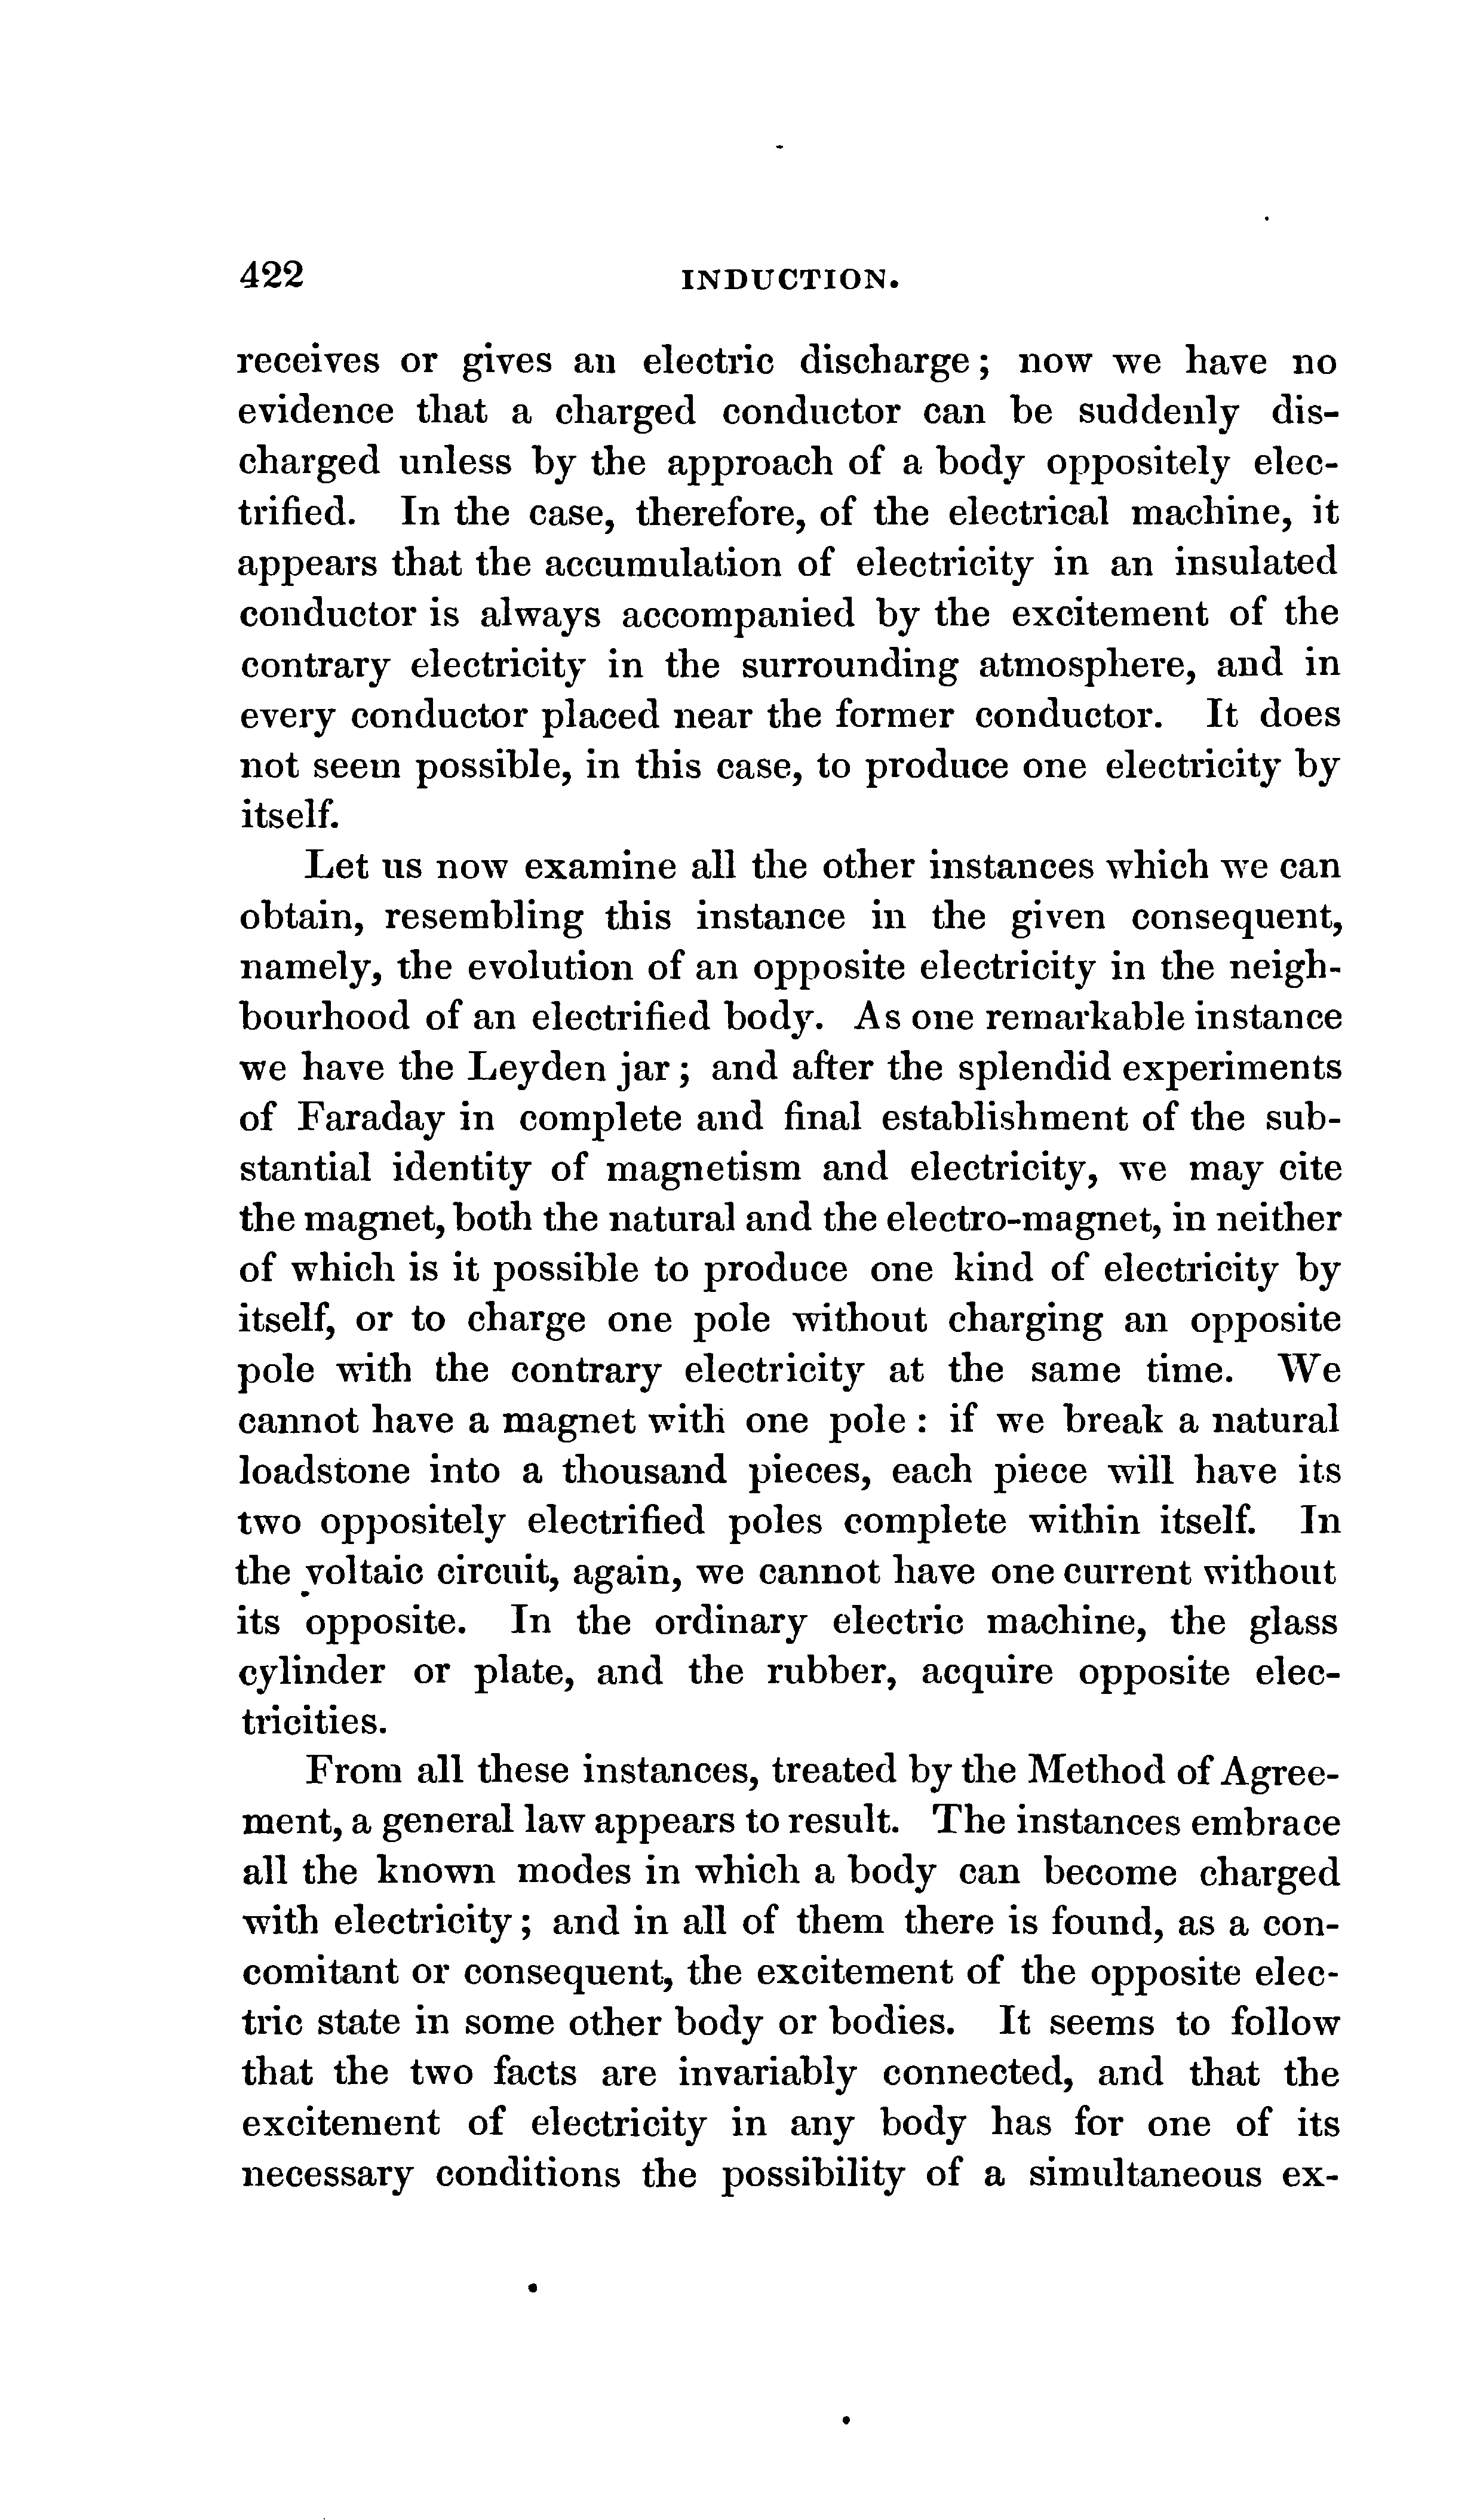 422 INDUCTION.
receives or gives an electric discharge; now we have no
evidence that a charged conductor can be suddenly dis-
charged unless by the approach of a body oppositely elec-
trified. In the case, therefore, of the electrical machine, it
appears that the accumulation of electricity in an insulated
conductor is always accompanied by the excitement of the
contrary electricity in the surrounding atmosphere, and in
every conductor placed near the former conductor. It does
not seem possible, in this case, to produce one electricity by
itself.
Let us now examine all the other instances which we can
obtain, resembling this instance in the given consequent,
namely, the evolution of an opposite electricity in the neigh-
bourhood of an electrified body. As one remarkable instance
we have the Leyden jar; and after the splendid experiments
of Faraday in complete and final establishment of the sub-
stantial identity of magnetism and electricity, we may cite
the magnet, both the natural and the electro-magnet, in neither
of which is it possible to produce one kind of electricity by
itself, or to charge one pole without charging an opposite
pole with the contrary electricity at the same time. We
cannot have a magnet with one pole: if we break a natural
loadstone into a thousand pieces, each piece will have its
two oppositely electrified poles complete within itself. In
the voltaic circuit, again, we cannot have one current without
its opposite. In the ordinary electric machine, the glass
cylinder or plate, and the rubber, acquire opposite elec-
tricities.
From all these instances, treated by the Method of Agree-
ment, a general law appears to result. The instances embrace
all the known modes in which a body can become charged
with electricity; and in all of them there is found, as a con-
comitant or consequent, the excitement of the opposite elec-
tric state in some other body or bodies. It seems to follow
that the two facts are invariably connected, and that the
excitement of electricity in any body has for one of its
necessary conditions the possibility of a simultaneous ex-